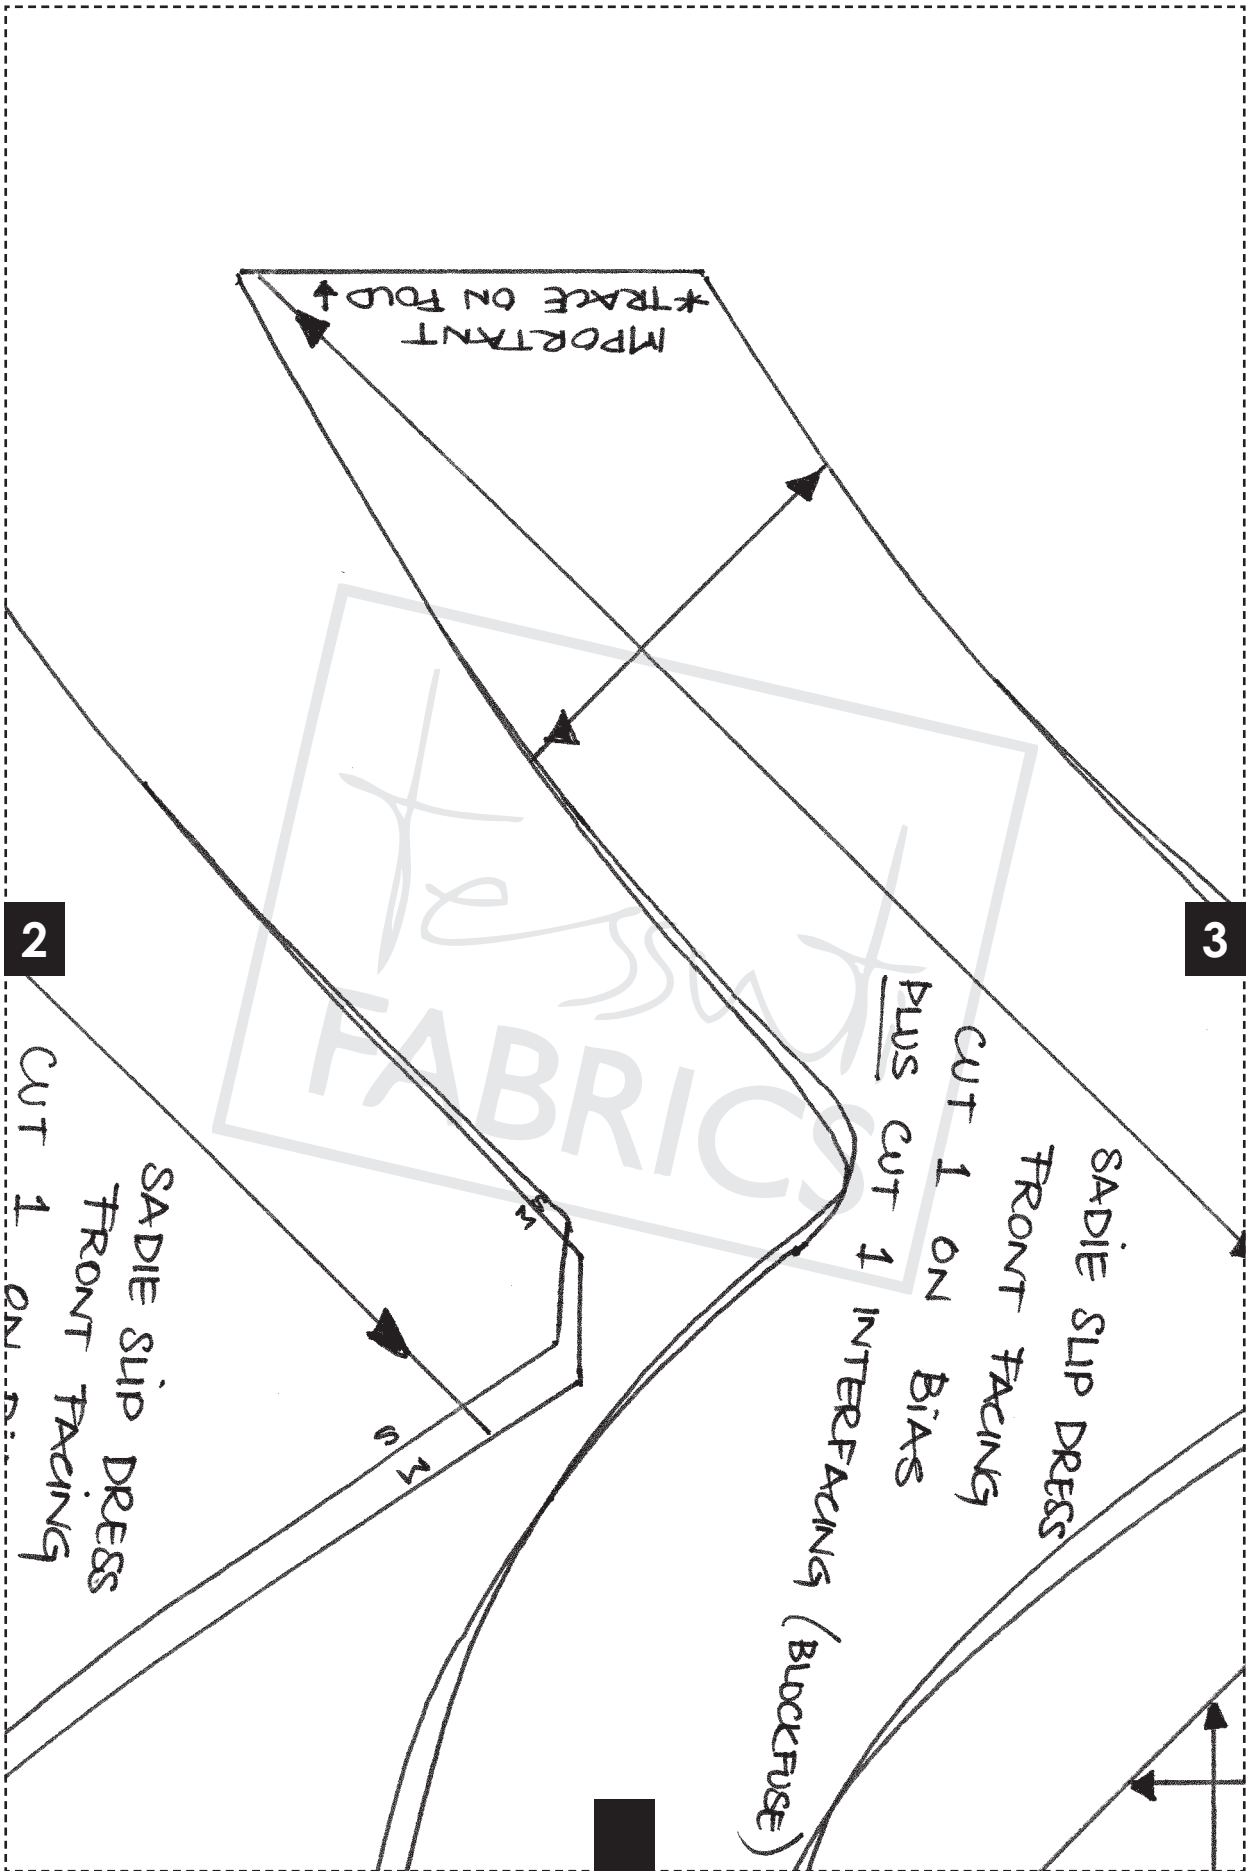 IMPORTANT
*TRACE ON FOLD
2
3
Tessuti
FABRICS
SADIE SLIP DRESS
FRONT FACING
CUT 1 ON BIAS
PLUS CUT 1 INTERFACING (BLOCKFUSE)
SADIE SLIP DRESS
FRONT FACING
CUT 1 ON
S
M
S
M